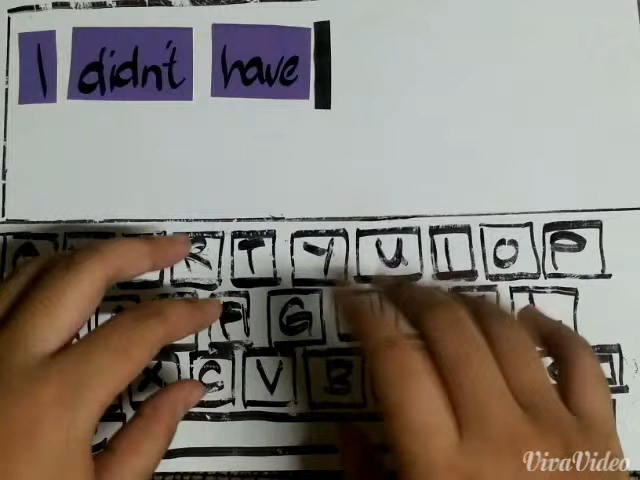 I didn't have
R T Y U I O P
F G
X C V B
VivaVideo